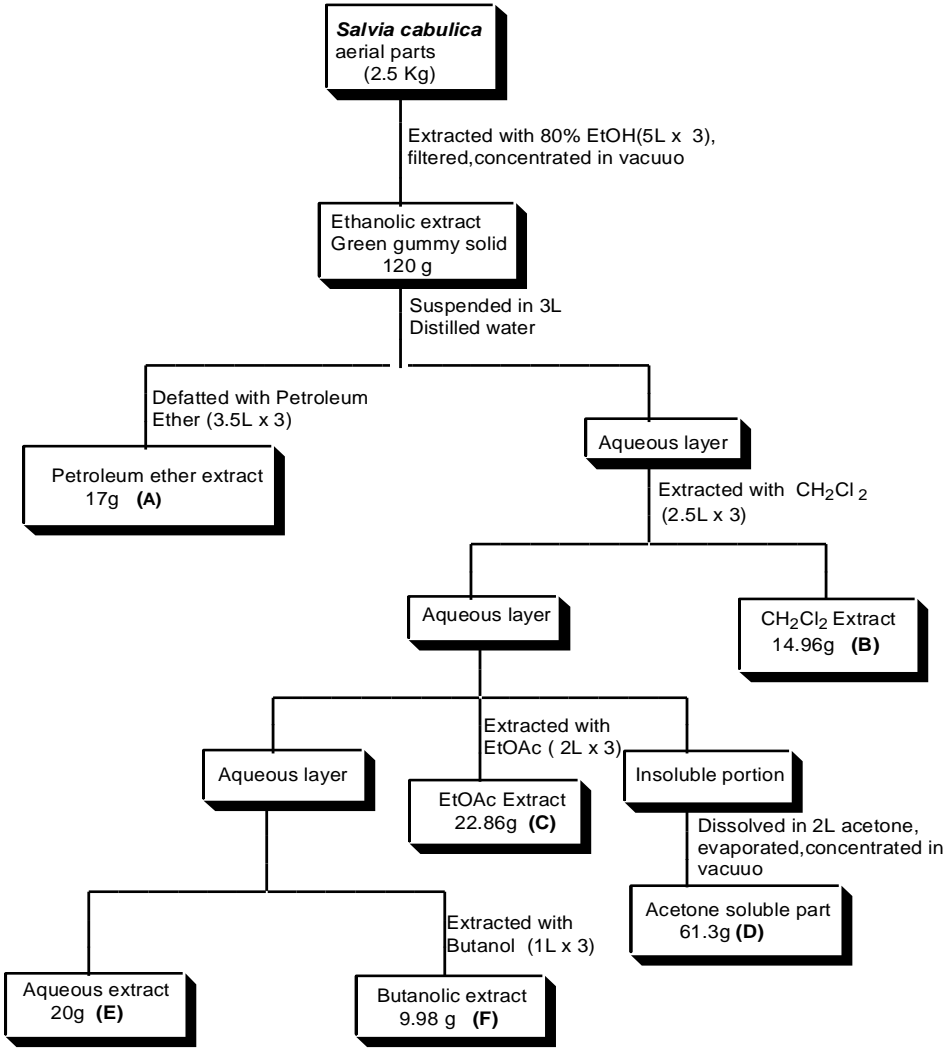 Salvia cabulica
aerial parts
(2.5 Kg)
Extracted with 80% EtOH(5L x 3),
filtered,concentrated in vacuuo
Ethanolic extract
Green gummy solid
120 g
Suspended in 3L
Distilled water
Defatted with Petroleum
Ether (3.5L x 3)
Petroleum ether extract
17g (A)
Aqueous layer
Extracted with CH2Cl 2
(2.5L x 3)
Aqueous layer
CH2Cl2 Extract
14.96g (B)
Aqueous layer
Extracted with
EtOAc ( 2L x 3)
EtOAc Extract
22.86g (C)
Insoluble portion
Dissolved in 2L acetone,
evaporated,concentrated in
vacuuo
Acetone soluble part
61.3g (D)
Extracted with
Butanol (1L x 3)
Aqueous extract
20g (E)
Butanolic extract
9.98 g (F)